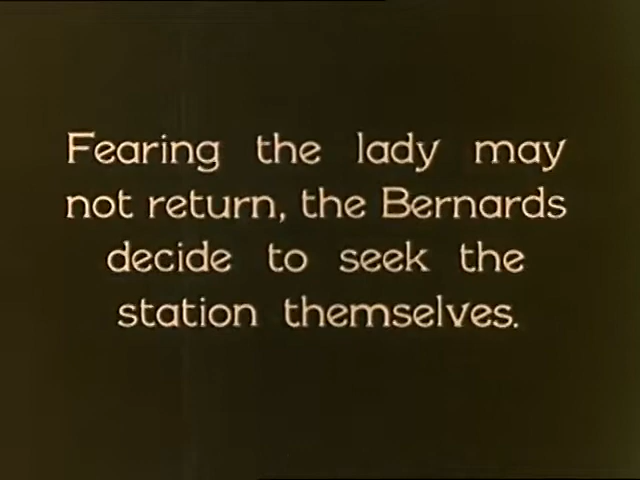 Fearing the lady may
not return, the Bernards
decide to seek the
station themselves.